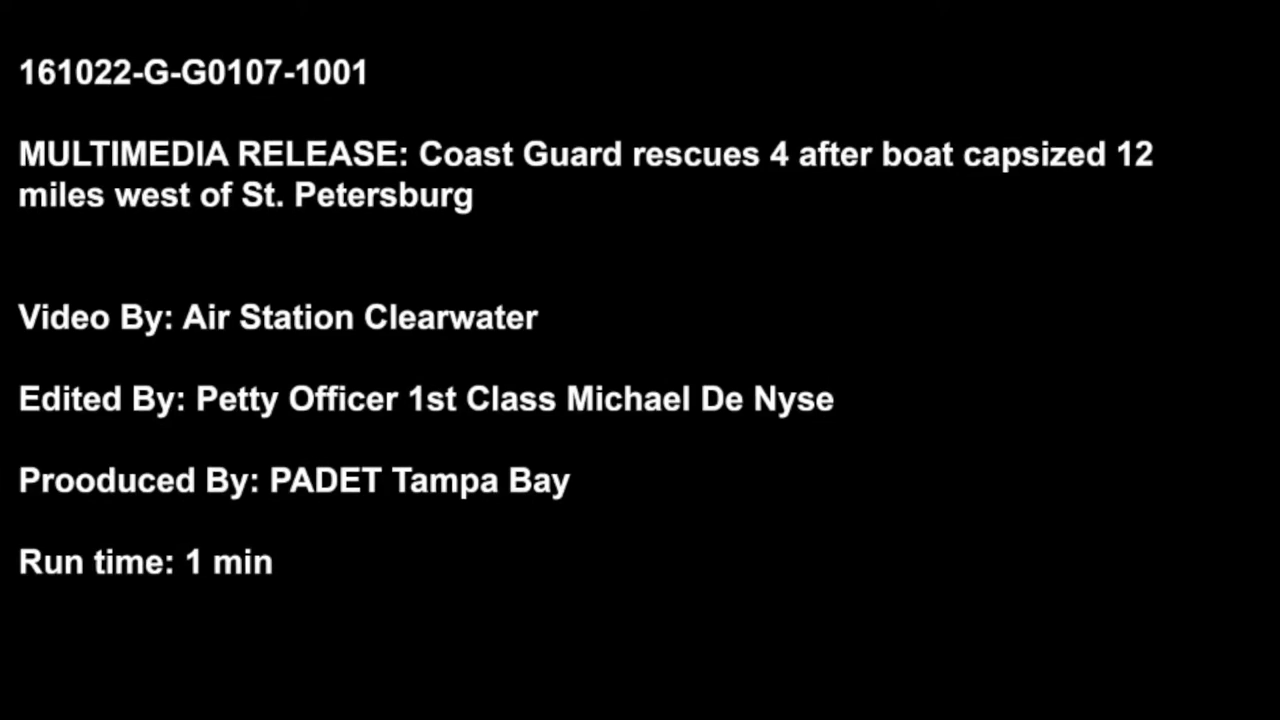 161022-G-G0107-1001
MULTIMEDIA RELEASE: Coast Guard rescues 4 after boat capsized 12
miles west of St. Petersburg
Video By: Air Station Clearwater
Edited By: Petty Officer 1st Class Michael De Nyse
Prooduced By: PADET Tampa Bay
Run time: 1 min